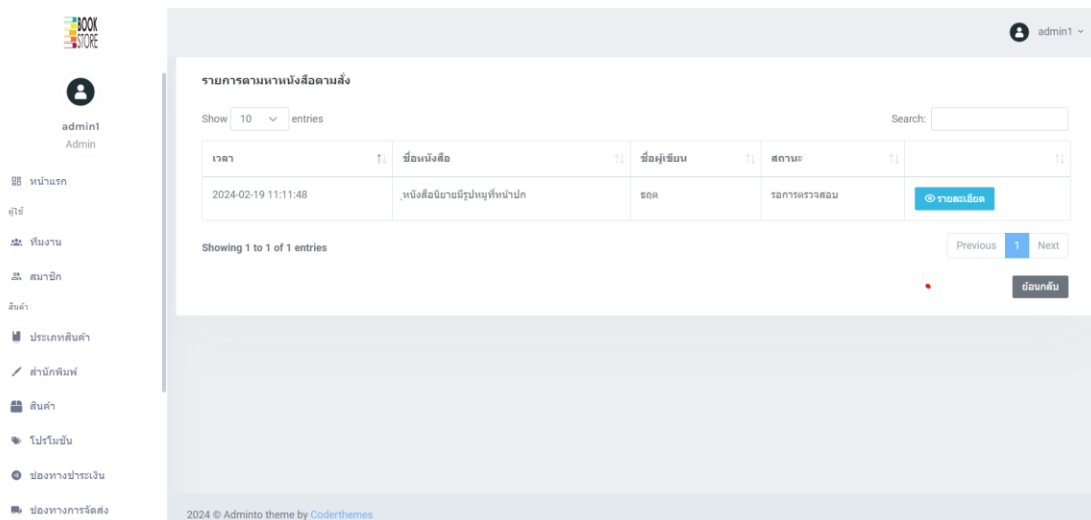 BOOK
STORE
admin1
admin1
Admin
หน้าแรก
ผู้ใช้
ทีมงาน
สมาชิก
สินค้า
ประเภทสินค้า
สำนักพิมพ์
สินค้า
โปรโมชั่น
ช่องทางชำระเงิน
ช่องทางการจัดส่ง
รายการตามหาหนังสือตามสั่ง
Show 10 entries
Search:
เวลา ชื่อหนังสือ ชื่อผู้เขียน สถานะ
2024-02-19 11:11:48 ุหนังสือนิยายมีรูปหมูที่หน้าปก ธฤต รอการตรวจสอบ รายละเอียด
Showing 1 to 1 of 1 entries
Previous 1 Next
ย้อนกลับ
2024 © Adminto theme by Coderthemes